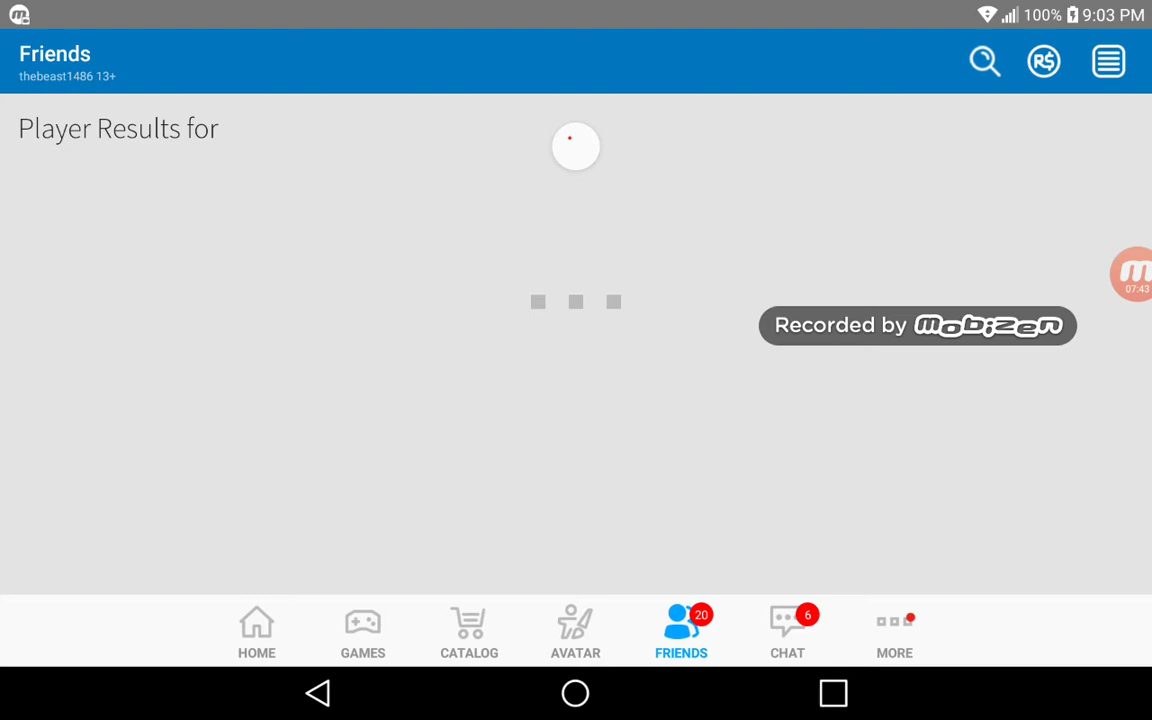 100% 9:03 PM
Friends
thebeast1486 13+
R$
Player Results for
07:43
Recorded by mobizen
20
6
HOME GAMES CATALOG AVATAR FRIENDS CHAT MORE